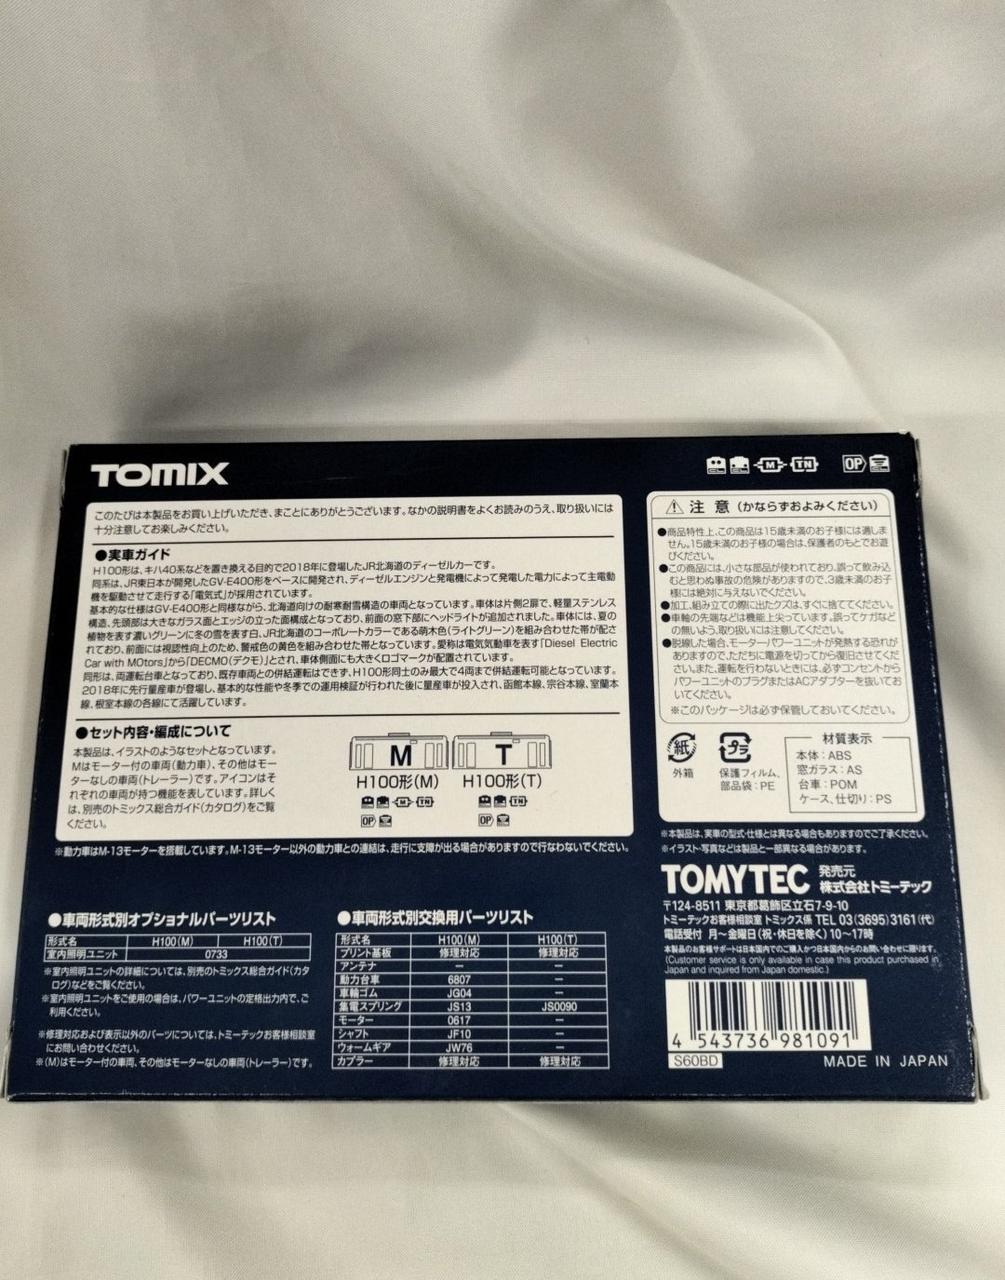 TOMIX
M TN OP
このたびは本製品をお買い上げいただき、まことにありがとうございます。なかの説明書をよくお読みのうえ、取り扱いには
十分注意してお楽しみください。
●実車ガイド
H100形は、キハ40系などを置き換える目的で2018年に登場したJR北海道のディーゼルカーです。
同系は、JR東日本が開発したGV-E400形をベースに開発され、ディーゼルエンジンと発電機によって発電した電力によって主電動
機を駆動させて走行する「電気式」が採用されています。
基本的な仕様はGV-E400形と同様ながら、北海道向けの耐寒耐雪構造の車両となっています。車体は片側2扉で、軽量ステンレス
構造、先頭部は大きなガラス面とエッジの立った面構成となっており、前面の窓下部にヘッドライトが追加されました。車体には、夏の
植物を表す濃いグリーンに冬の雪を表す白、JR北海道のコーポレートカラーである萌木色(ライトグリーン)を組み合わせた帯が配さ
れており、前面には視認性向上のため、警戒色の黄色を組み合わせた帯となっています。愛称は電気気動車を表す「Diesel Electric
Car with MOtors」から「DECMO(デクモ)」とされ、車体側面にも大きくロゴマークが配置されています。
同形は、両運転台車となっており、既存車両との併結運転はできず、H100形同士のみ最大で4両まで併結運転可能となっています。
2018年に先行量産車が登場し、基本的な性能や冬季での運用検証が行われた後に量産車が投入され、函館本線、宗谷本線、室蘭本
線、根室本線の各線にて活躍しています。
●セット内容・編成について
本製品は、イラストのようなセットとなっています。
Mはモーター付の車両(動力車)、その他はモー
ターなしの車両(トレーラー)です。アイコンはそ
れぞれの車両が持つ機能を表しています。詳しく
は、別売のトミックス総合ガイド(カタログ)をご覧
ください。
M T
H100形(M) H100形(T)
M TN TN
OP OP
※動力車はM-13モーターを搭載しています。M-13モーター以外の動力車との連結は、走行に支障が出る場合がありますので行なわないでください。
●車両形式別オプショナルパーツリスト
形式名 H100(M) H100(T)
室内照明ユニット 0733
※室内照明ユニットの詳細については、別売のトミックス総合ガイド(カタ
ログ)などをご覧ください。
※室内照明ユニットをご使用の場合は、パワーユニットの定格出力内で、ご
利用ください。
※修理対応および表示以外のパーツについては、トミーテックお客様相談室
にお問い合わせください。
※(M)はモーター付の車両、その他はモーターなしの車両(トレーラー)です。
●車両形式別交換用パーツリスト
形式名 H100(M) H100(T)
プリント基板 修理対応 修理対応
アンテナ － －
動力台車 6807 －
車輪ゴム JG04 －
集電スプリング JS13 JS0090
モーター 0617 －
シャフト JF10 －
ウォームギア JW76 －
カプラー 修理対応 修理対応
⚠注 意(かならずおよみください)
●商品特性上、この商品は15歳未満のお子様には適しま
せん。15歳未満のお子様の場合は、保護者のもとでお遊
びください。
●この商品には、小さな部品が使われており、誤って飲み込
むと思わぬ事故の危険がありますので、3歳未満のお子
様には絶対に与えないでください。
●加工、組み立ての際に出たクズは、すぐに捨ててください。
●車輪の先端などは機能上尖っています。誤ってケガなど
の無いよう、取り扱いには注意してください。
●脱線した場合、モーターパワーユニットが発熱する恐れが
ありますので、ただちに電源を切ってから復旧させてくだ
さい。また、運転を行わないときには、必ずコンセントから
パワーユニットのプラグまたはACアダプターを抜いてお
いてください。
※このパッケージは必ず保管しておいてください。
紙
外箱
プラ
保護フィルム、
部品袋：PE
材質表示
本体：ABS
窓ガラス：AS
台車：POM
ケース、仕切り：PS
※本製品は、実車の型式・仕様とは異なる場合もありますのでご了承ください。
※イラスト・写真などは製品と一部異なる場合があります。
TOMYTEC 発売元
株式会社トミーテック
〒124-8511 東京都葛飾区立石7-9-10
トミーテックお客様相談室 トミックス係 TEL 03(3695)3161(代)
電話受付 月〜金曜日(祝・休日を除く)10〜17時
本製品のお客様サポートは日本国内でのご購入かつ日本国内からのお問い合わせに限ります。
(Customer service is only available in case this product purchased in
Japan and inquired from Japan domestic.)
4 543736 981091
S60BD
MADE IN JAPAN